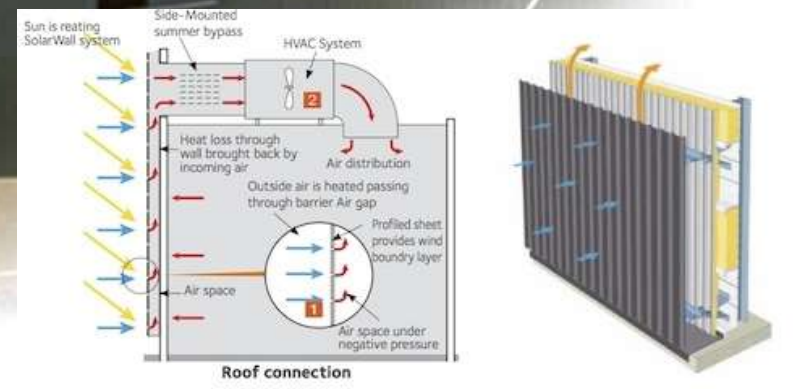 Sun is reating
SolarWall system
Side-Mounted
summer bypass
HVAC System
2
Heat loss through
wall brought back by
incoming air
Air distribution
Outside air is heated passing
through barrier Air gap
Profiled sheet
provides wind
boundry layer
Air space
1
Air space under
negative pressure
Roof connection